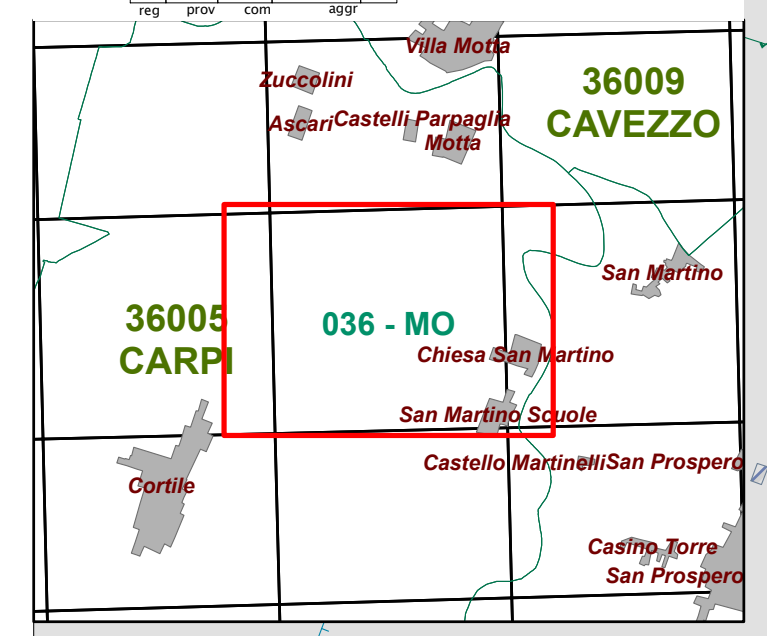 reg prov com aggr
Villa Motta
Zuccolini
36009
CAVEZZO
Ascari
Castelli Parpaglia
Motta
San Martino
36005
CARPI
036 - MO
Chiesa San Martino
San Martino Scuole
Castello Martinelli
San Prospero
Cortile
Casino Torre
San Prospero